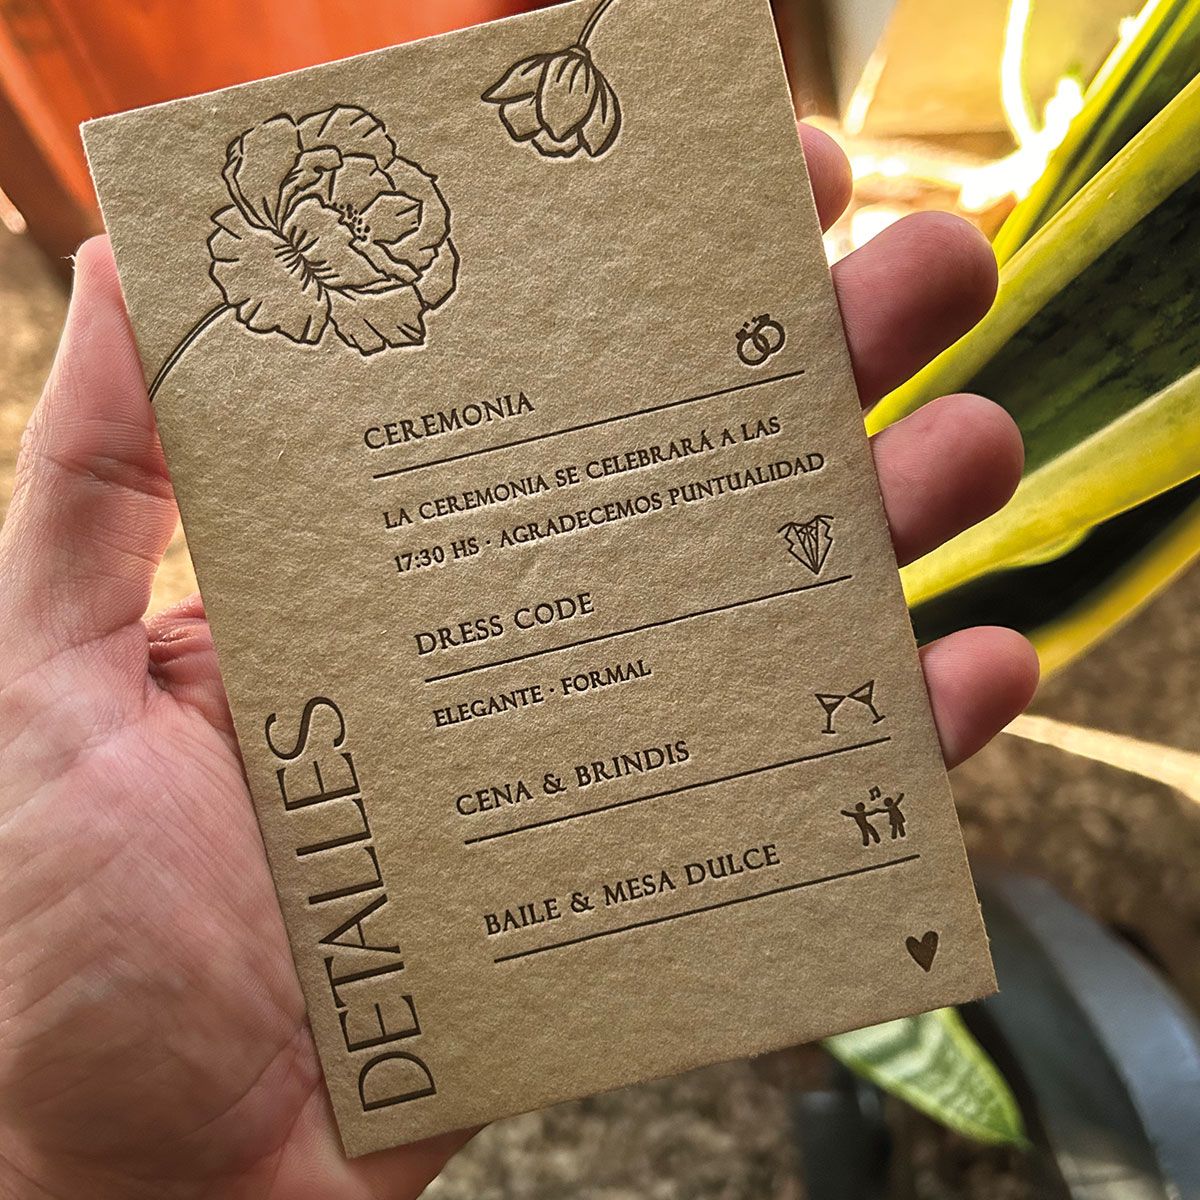 CEREMONIA
LA CEREMONIA SE CELEBRARÁ A LAS
17:30 HS · AGRADECEMOS PUNTUALIDAD
DRESS CODE
ELEGANTE · FORMAL
CENA & BRINDIS
BAILE & MESA DULCE
DETALLES